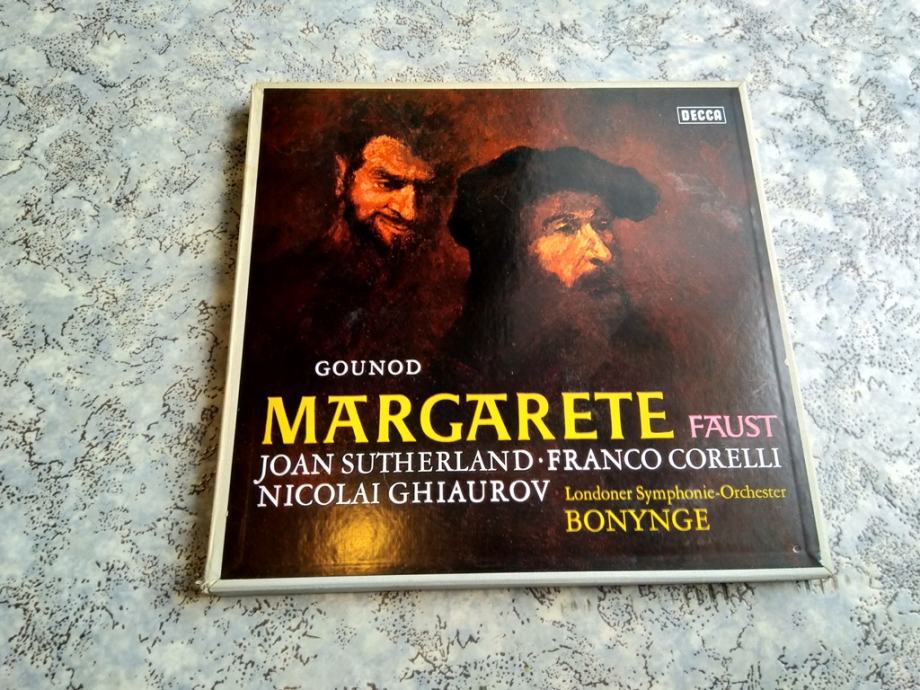 DECCA
GOUNOD
MARGARETE FAUST
JOAN SUTHERLAND · FRANCO CORELLI
NICOLAI GHIAUROV
Londoner Symphonie-Orchester
BONYNGE